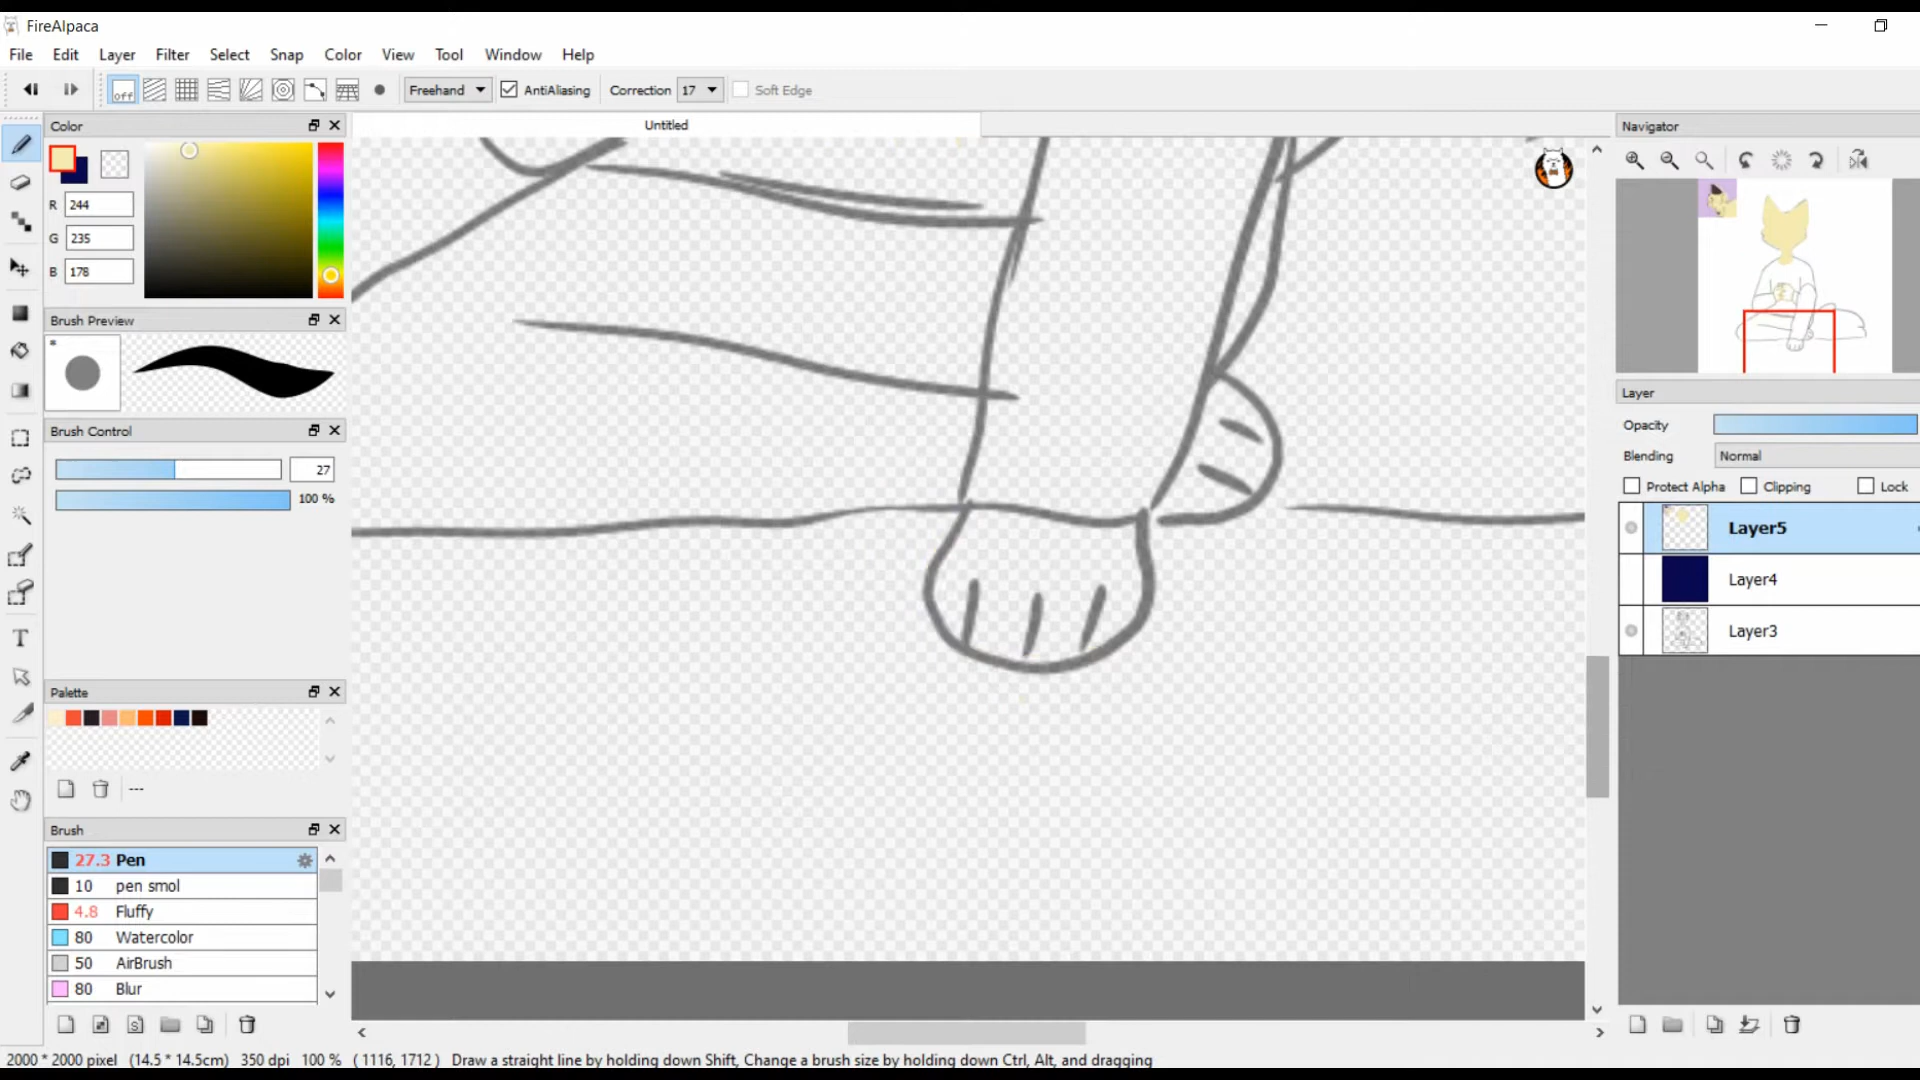 FireAlpaca
File Edit Layer Filter Select Snap Color View Tool Window Help
off Freehand AntiAliasing Correction 17 Soft Edge
Color
R 244
G 235
B 178
Brush Preview
*
Brush Control
27
100 %
Palette
---
Brush
27.3 Pen
10 pen smol
4.8 Fluffy
80 Watercolor
50 AirBrush
80 Blur
Untitled
Navigator
Layer
Opacity
Blending Normal
Protect Alpha Clipping Lock
Layer5
Layer4
Layer3
2000 * 2000 pixel (14.5 * 14.5cm) 350 dpi 100 % ( 1116, 1712 ) Draw a straight line by holding down Shift, Change a brush size by holding down Ctrl, Alt, and dragging